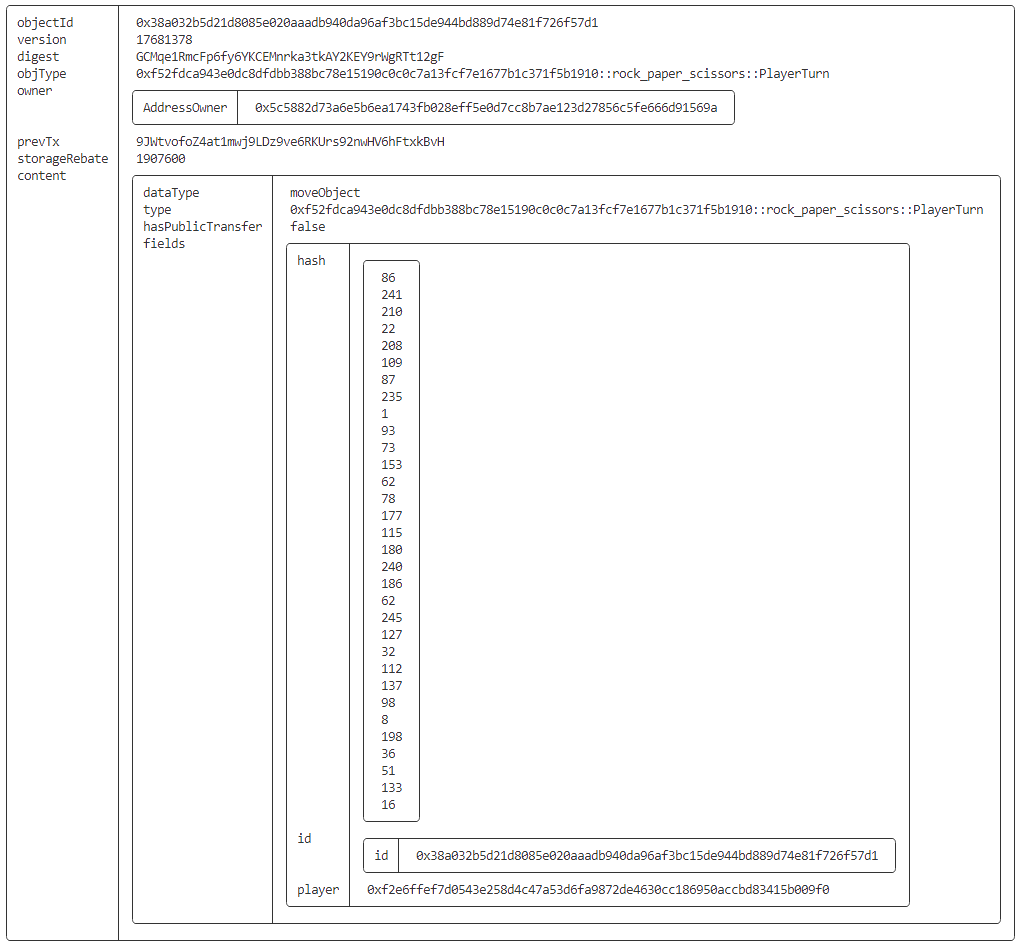 objectId 0x38a032b5d21d8085e020aaadb940da96af3bc15de944bd889d74e81f726f57d1
version 17681378
digest GCMqe1RmcFp6fy6YKCEMnrka3tkAY2KEY9rWgRTt12gF
objType 0xf52fdca943e0dc8dfdbb388bc78e15190c0c0c7a13fcf7e1677b1c371f5b1910::rock_paper_scissors::PlayerTurn
owner
AddressOwner 0x5c5882d73a6e5b6ea1743fb028eff5e0d7cc8b7ae123d27856c5fe666d91569a
prevTx 9JWtvofoZ4at1mwj9LDz9ve6RKUrs92nwHV6hFtxkBvH
storageRebate 1907600
content
dataType moveObject
type 0xf52fdca943e0dc8dfdbb388bc78e15190c0c0c7a13fcf7e1677b1c371f5b1910::rock_paper_scissors::PlayerTurn
hasPublicTransfer false
fields
hash
86
241
210
22
208
109
87
235
1
93
73
153
62
78
177
115
180
240
186
62
245
127
32
112
137
98
8
198
36
51
133
16
id
id 0x38a032b5d21d8085e020aaadb940da96af3bc15de944bd889d74e81f726f57d1
player 0xf2e6ffef7d0543e258d4c47a53d6fa9872de4630cc186950accbd83415b009f0